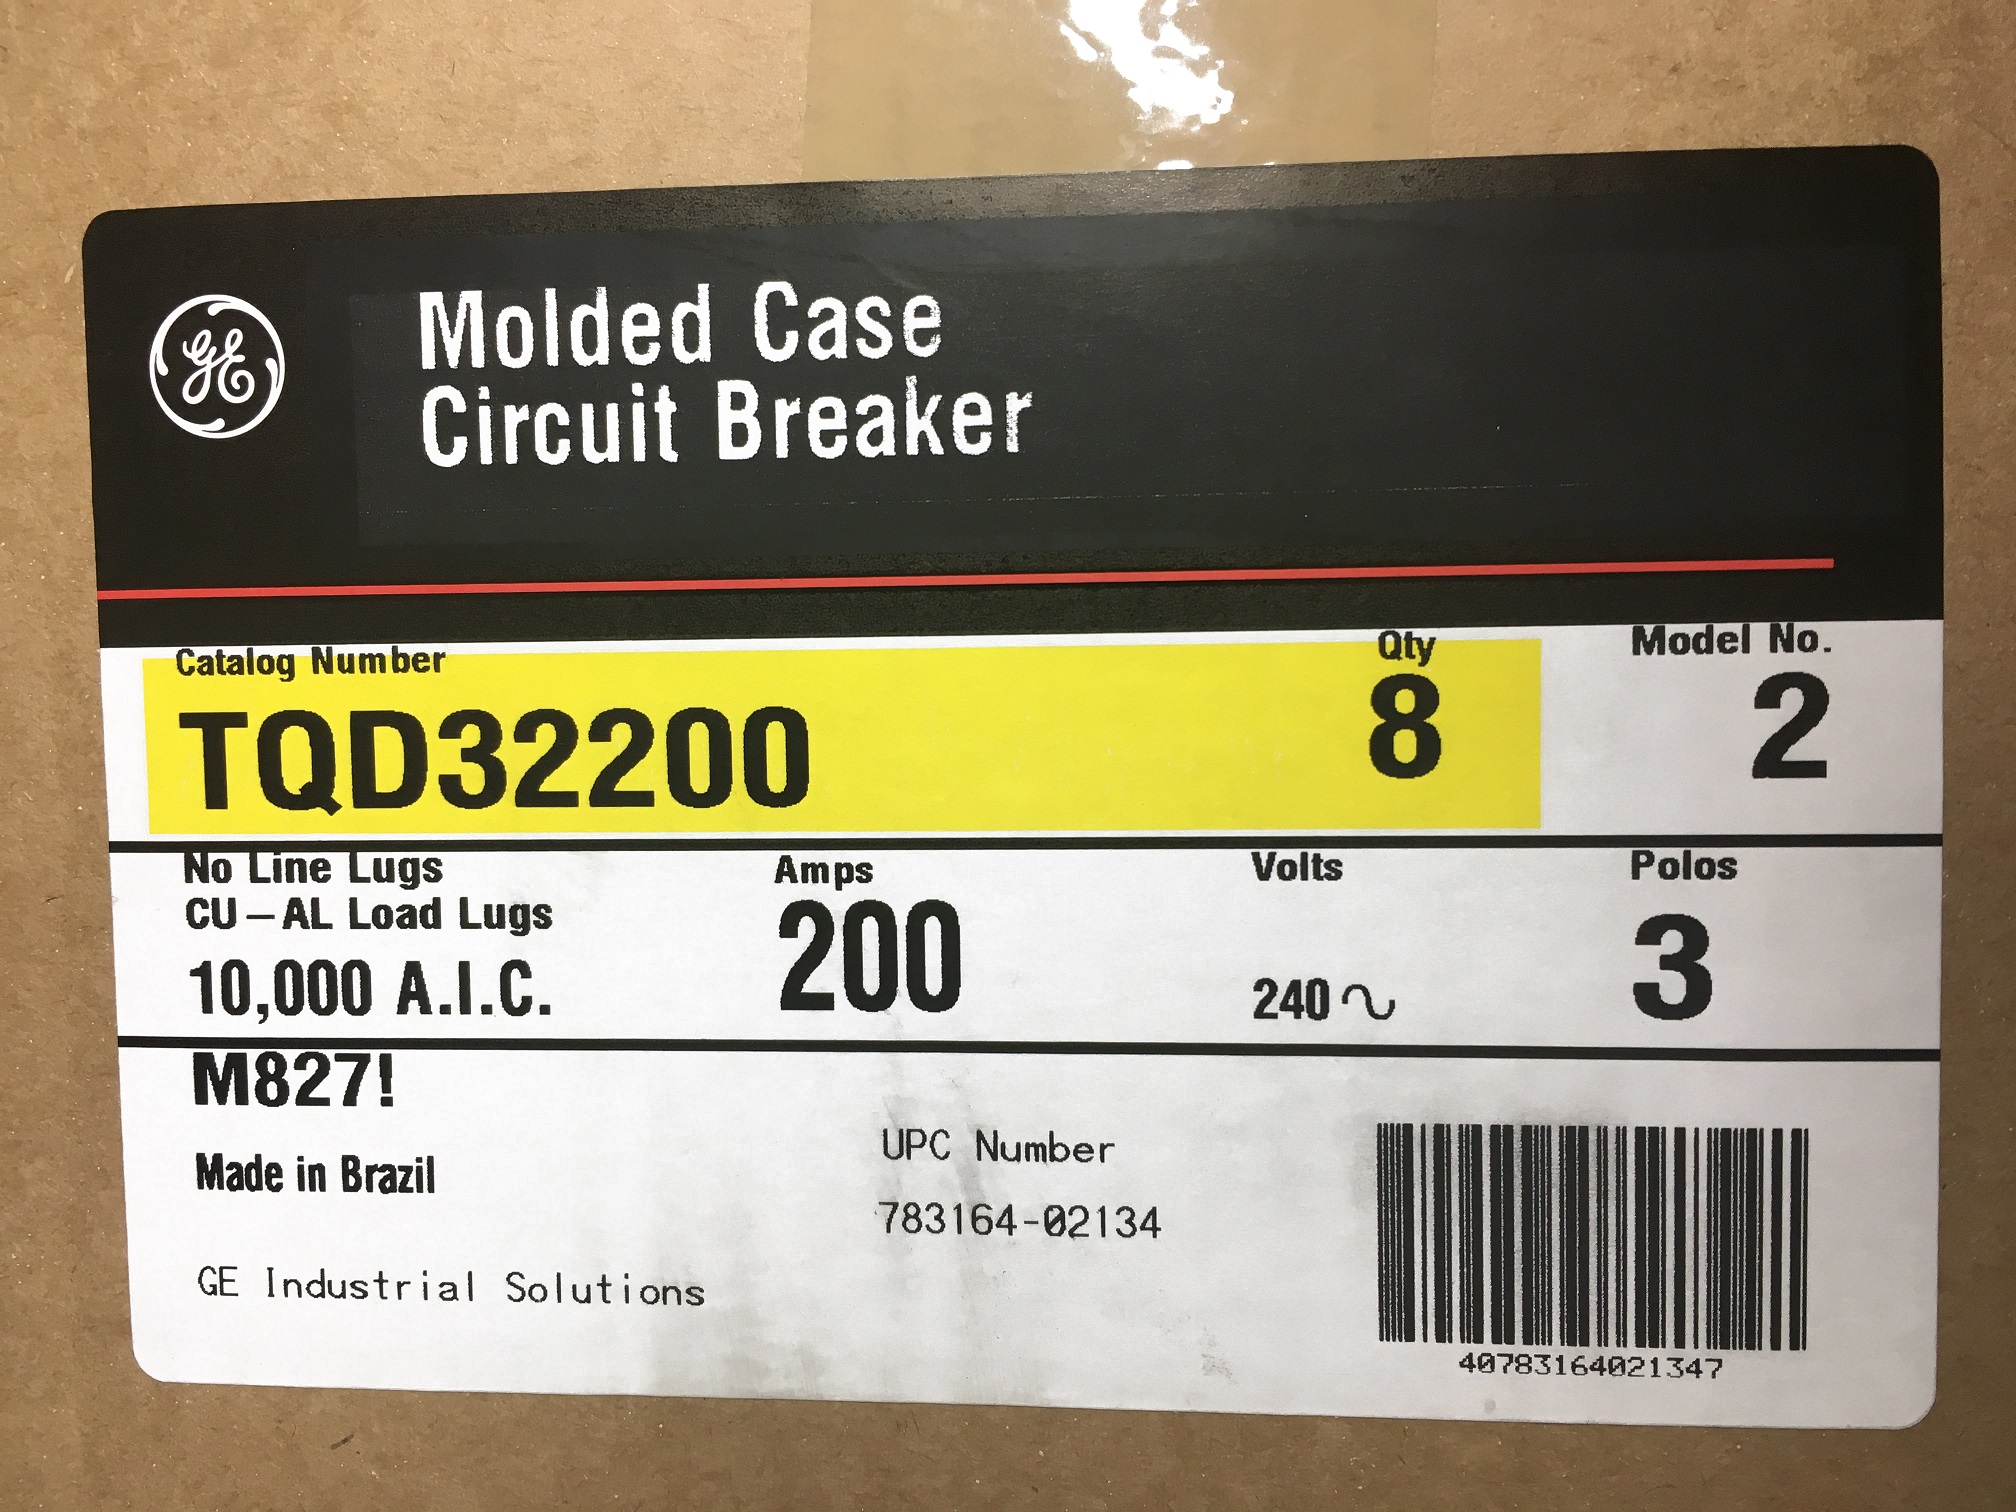 GE
Molded Case
Circuit Breaker
Catalog Number
TQD32200
Qty
8
Model No.
2
No Line Lugs
CU – AL Load Lugs
10,000 A.I.C.
Amps
200
Volts
240 ∿
Polos
3
M827!
Made in Brazil
GE Industrial Solutions
UPC Number
783164-02134
40783164021347